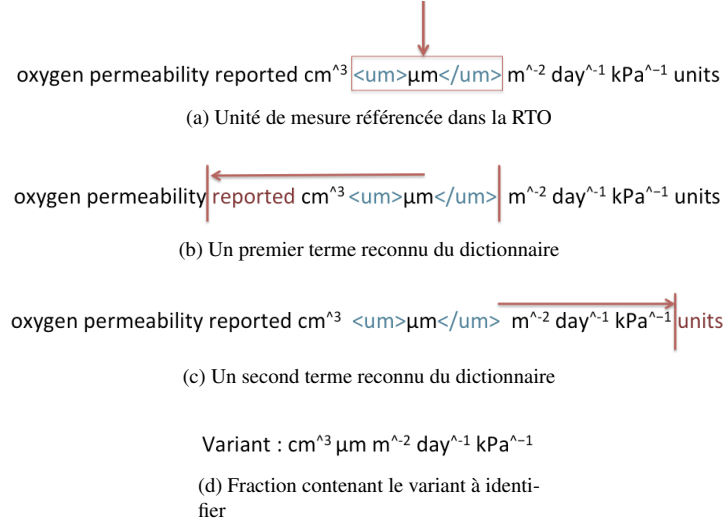 oxygen permeability reported cm^3 <um>μm</um> m^-2 day^-1 kPa^−1 units
(a) Unité de mesure référencée dans la RTO
oxygen permeability reported cm^3 <um>μm</um> m^-2 day^-1 kPa^−1 units
(b) Un premier terme reconnu du dictionnaire
oxygen permeability reported cm^3 <um>μm</um> m^-2 day^-1 kPa^−1 units
(c) Un second terme reconnu du dictionnaire
Variant : cm^3 μm m^-2 day^-1 kPa^−1
(d) Fraction contenant le variant à identi-
fier